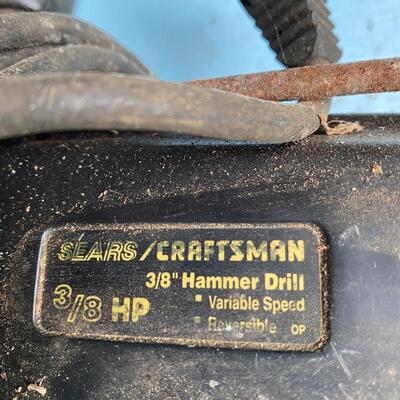 SEARS/CRAFTSMAN
3/8" Hammer Drill
3/8 HP
▪ Variable Speed
▪ Reversible OP